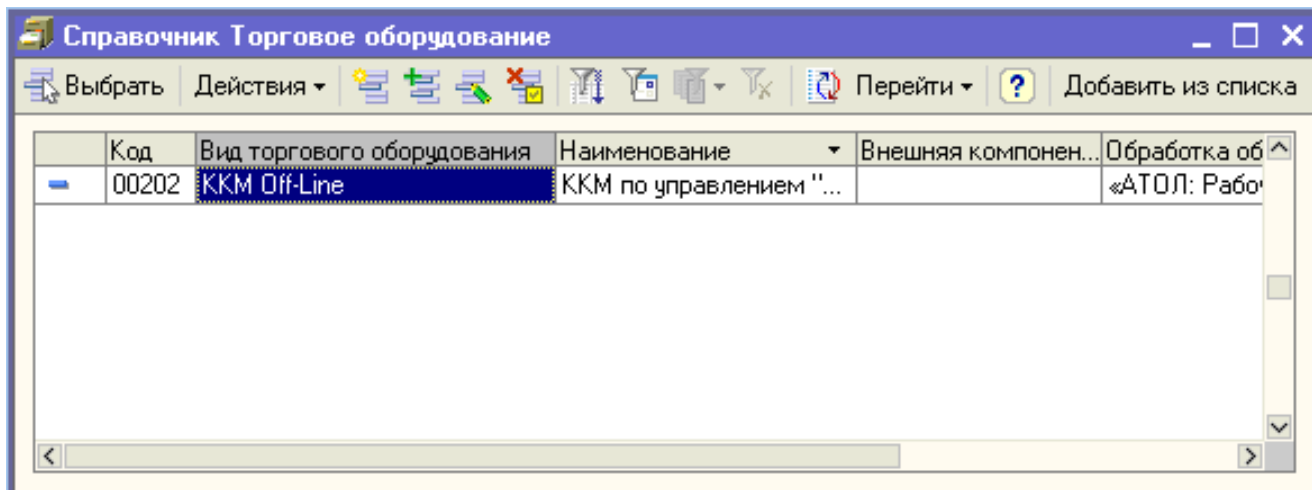 Справочник Торговое оборудование
Выбрать Действия Перейти ? Добавить из списка
Код Вид торгового оборудования Наименование Внешняя компонен... Обработка об
00202 ККМ Off-Line ККМ по управлением "... «АТОЛ: Рабо